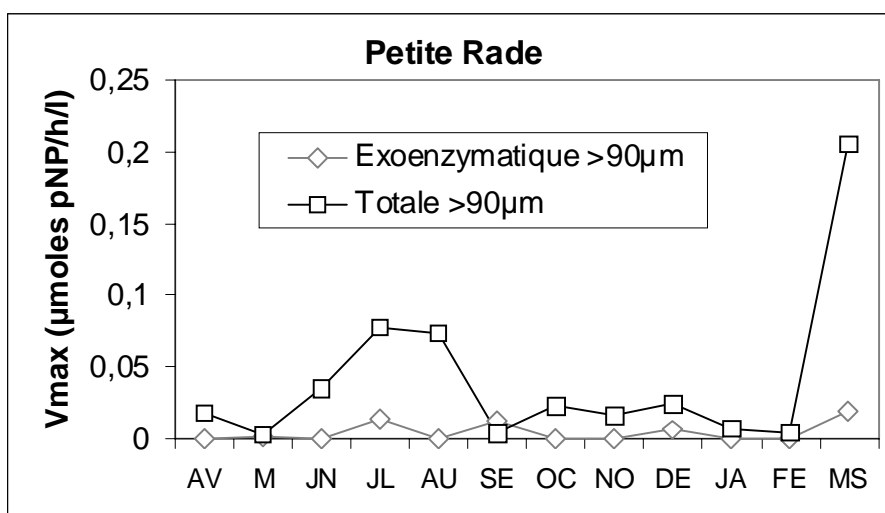 Petite Rade
Vmax (µmoles pNP/h/l)
0,25
0,2
0,15
0,1
0,05
0
Exoenzymatique >90µm
Totale >90µm
AV M JN JL AU SE OC NO DE JA FE MS